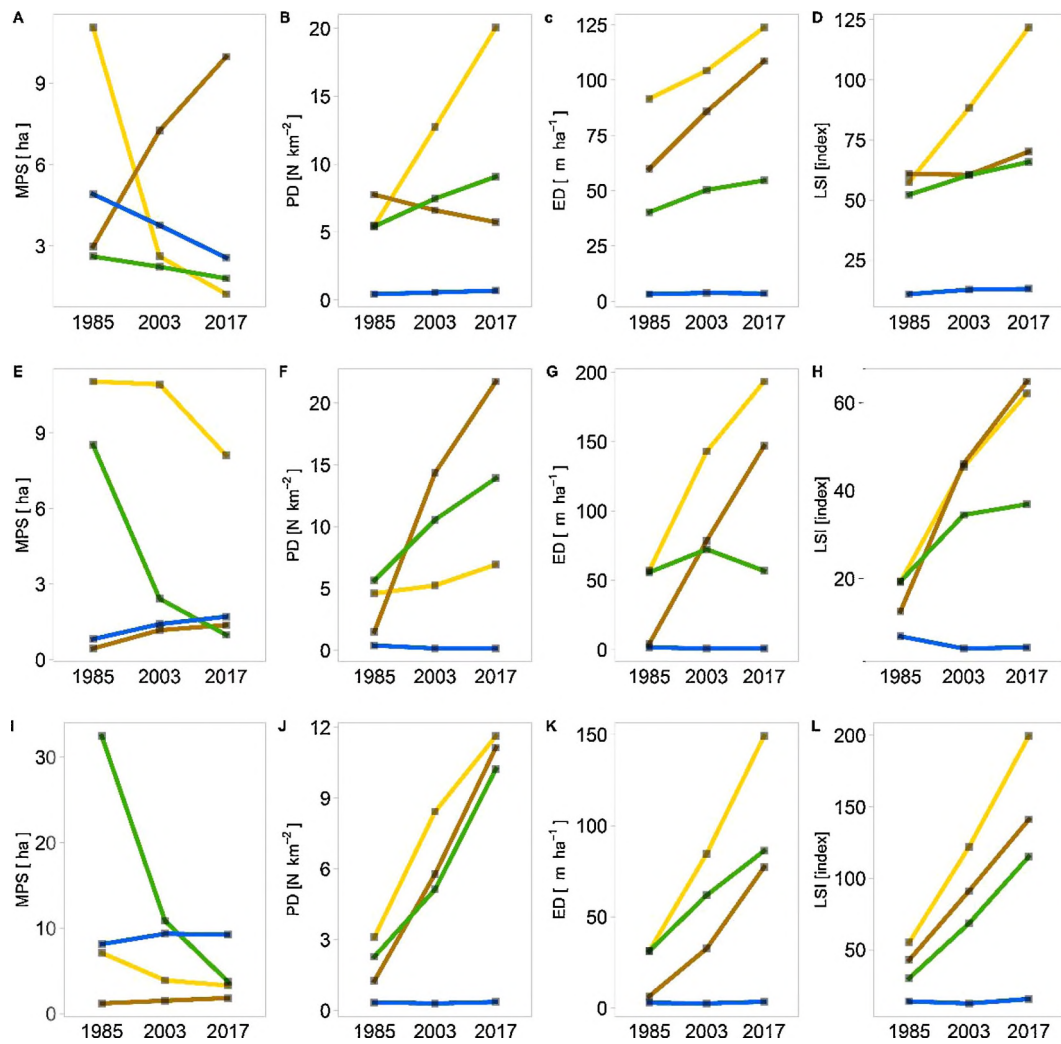 A
MPS [ ha]
9
6
3
1985 2003 2017
B
PD [N km-2]
20
15
10
5
0
1985 2003 2017
c
ED [ m ha-1]
125
100
75
50
25
0
1985 2003 2017
D
LSI [index]
125
100
75
50
25
1985 2003 2017
E
MPS [ ha]
9
6
3
0
1985 2003 2017
F
PD [N km-2]
20
15
10
5
0
1985 2003 2017
G
ED [ m ha-1]
200
150
100
50
0
1985 2003 2017
H
LSI [index]
60
40
20
1985 2003 2017
I
MPS [ ha]
30
20
10
0
1985 2003 2017
J
PD [N km-2]
12
9
6
3
0
1985 2003 2017
K
ED [ m ha-1]
150
100
50
0
1985 2003 2017
L
LSI [index]
200
150
100
50
1985 2003 2017